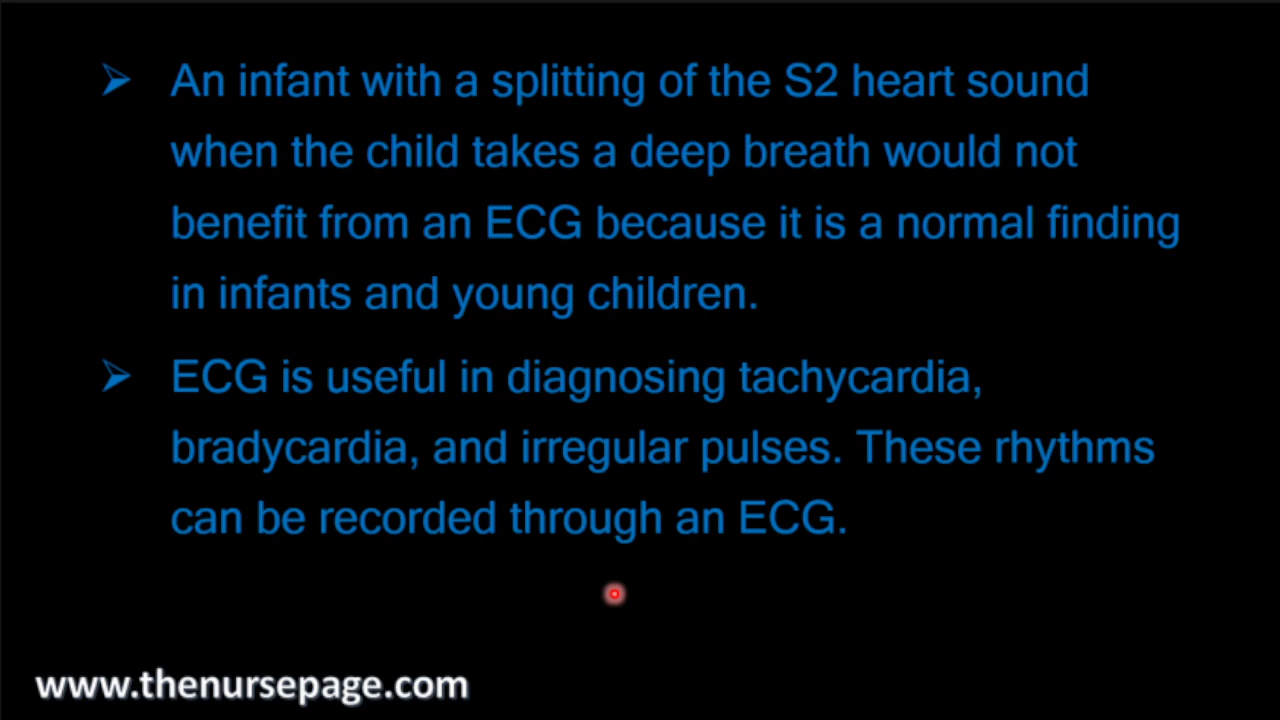 ➢ An infant with a splitting of the S2 heart sound
when the child takes a deep breath would not
benefit from an ECG because it is a normal finding
in infants and young children.
➢ ECG is useful in diagnosing tachycardia,
bradycardia, and irregular pulses. These rhythms
can be recorded through an ECG.
www.thenursepage.com